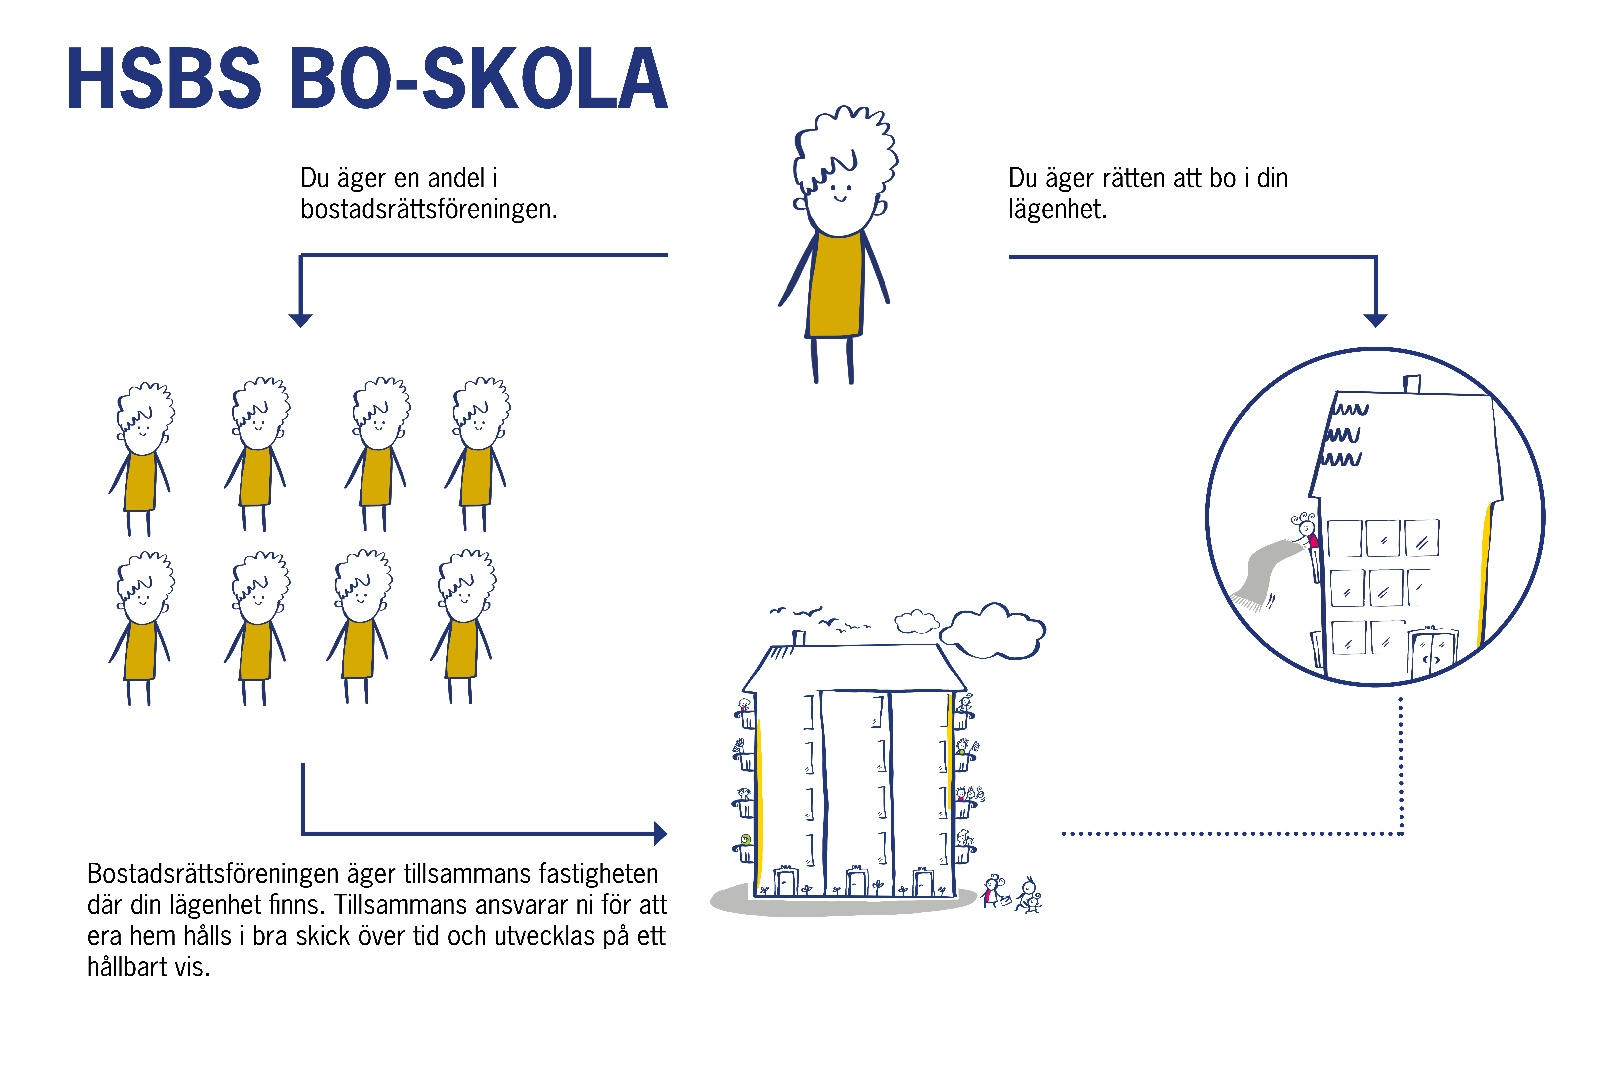 HSBS BO-SKOLA
Du äger en andel i
bostadsrättsföreningen.
Du äger rätten att bo i din
lägenhet.
Bostadsrättsföreningen äger tillsammans fastigheten
där din lägenhet finns. Tillsammans ansvarar ni för att
era hem hålls i bra skick över tid och utvecklas på ett
hållbart vis.